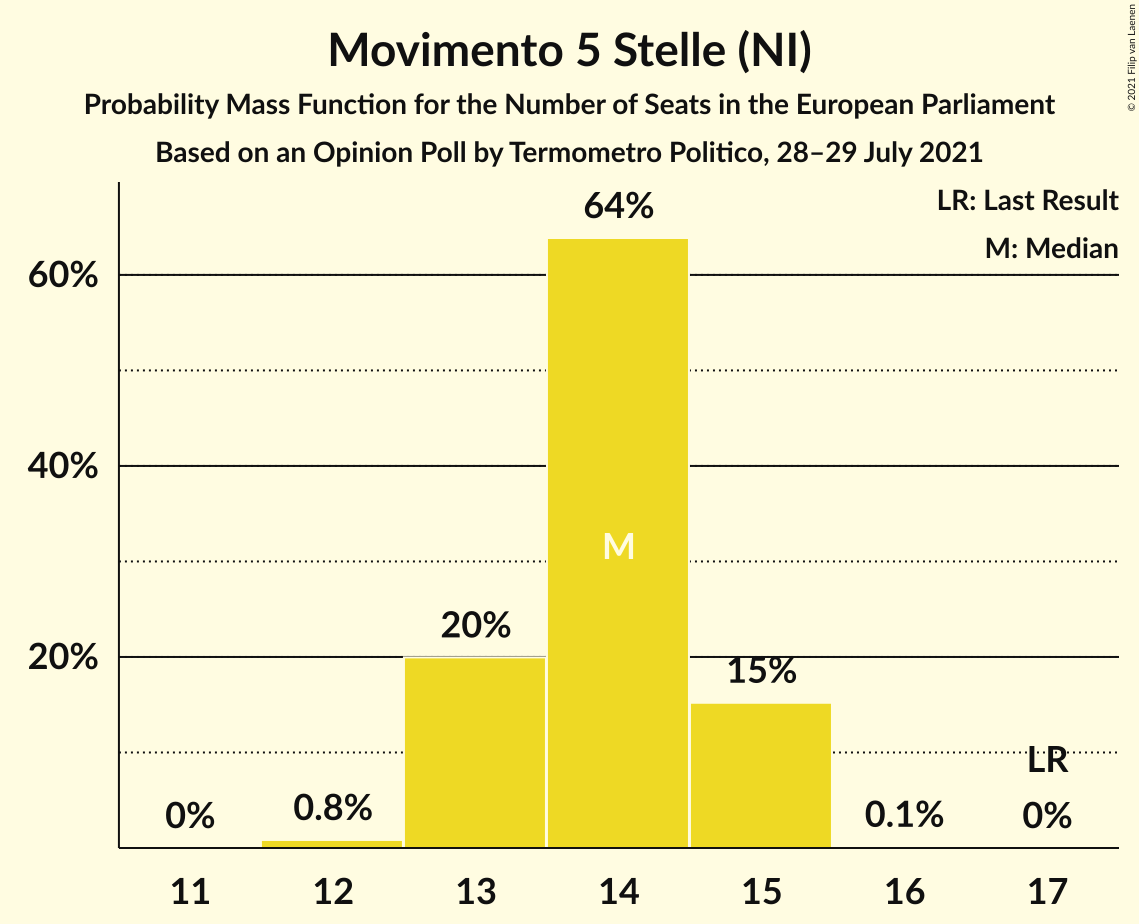 Movimento 5 Stelle (NI)
Probability Mass Function for the Number of Seats in the European Parliament
Based on an Opinion Poll by Termometro Politico, 28–29 July 2021
© 2021 Filip van Laenen
LR: Last Result
M: Median
64%
60%
40%
M
20%
20%
15%
LR
0%
0.8%
0.1%
0%
11 12 13 14 15 16 17